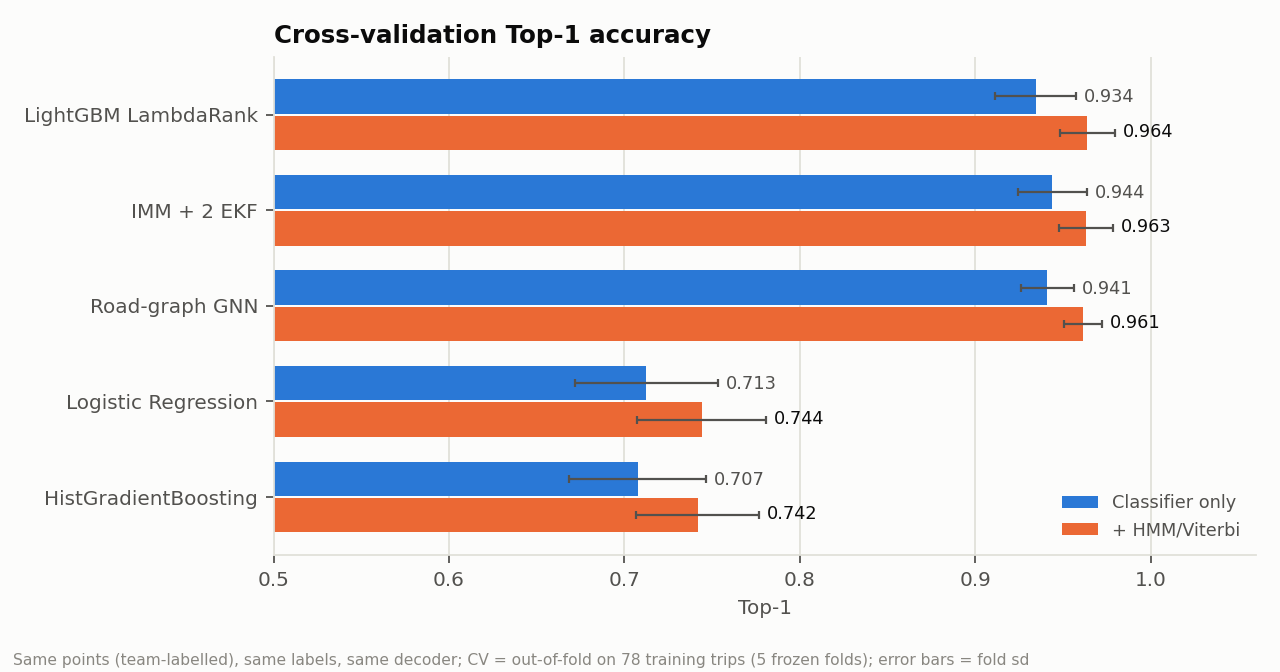 Cross-validation Top-1 accuracy
LightGBM LambdaRank
0.934
0.964
IMM + 2 EKF
0.944
0.963
Road-graph GNN
0.941
0.961
Logistic Regression
0.713
0.744
HistGradientBoosting
0.707
0.742
Classifier only
+ HMM/Viterbi
0.5 0.6 0.7 0.8 0.9 1.0
Top-1
Same points (team-labelled), same labels, same decoder; CV = out-of-fold on 78 training trips (5 frozen folds); error bars = fold sd